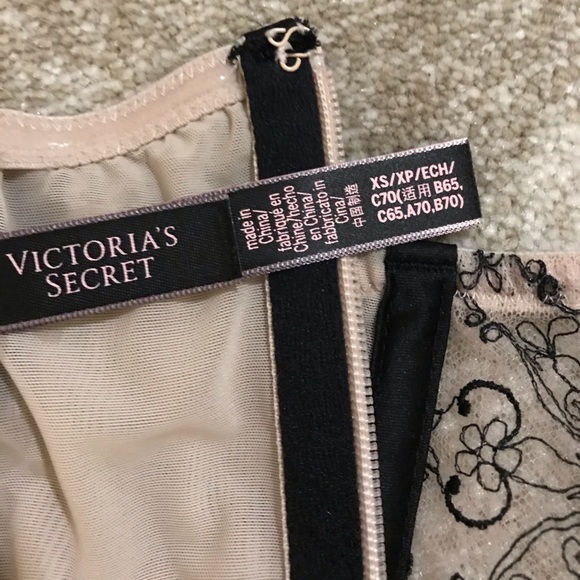 VICTORIA'S
SECRET
made in
China/
fabriqué en
Chine/hecho
en China/
fabbricato in
Cina/
中国制造
XS/XP/ECH/
C70(适用 B65,
C65,A70,B70)